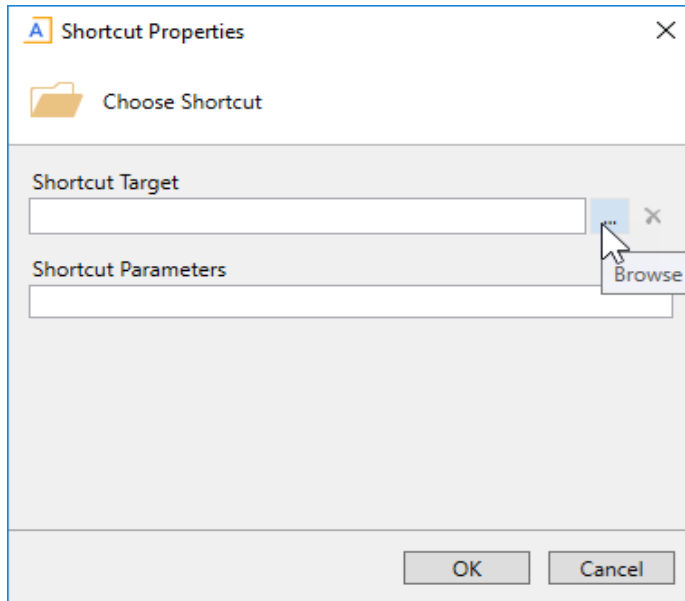 A Shortcut Properties
Choose Shortcut
Shortcut Target
...
Browse
Shortcut Parameters
OK Cancel